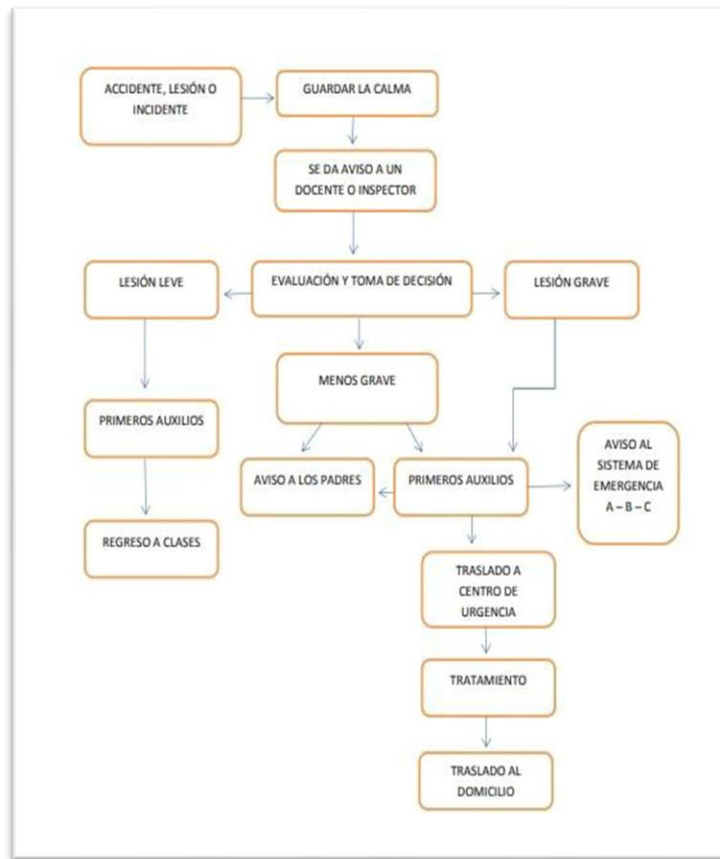 ACCIDENTE, LESIÓN O
INCIDENTE
GUARDAR LA CALMA
SE DA AVISO A UN
DOCENTE O INSPECTOR
LESIÓN LEVE
EVALUACIÓN Y TOMA DE DECISIÓN
LESIÓN GRAVE
MENOS GRAVE
PRIMEROS AUXILIOS
AVISO AL
SISTEMA DE
EMERGENCIA
A – B – C
AVISO A LOS PADRES
PRIMEROS AUXILIOS
REGRESO A CLASES
TRASLADO A
CENTRO DE
URGENCIA
TRATAMIENTO
TRASLADO AL
DOMICILIO